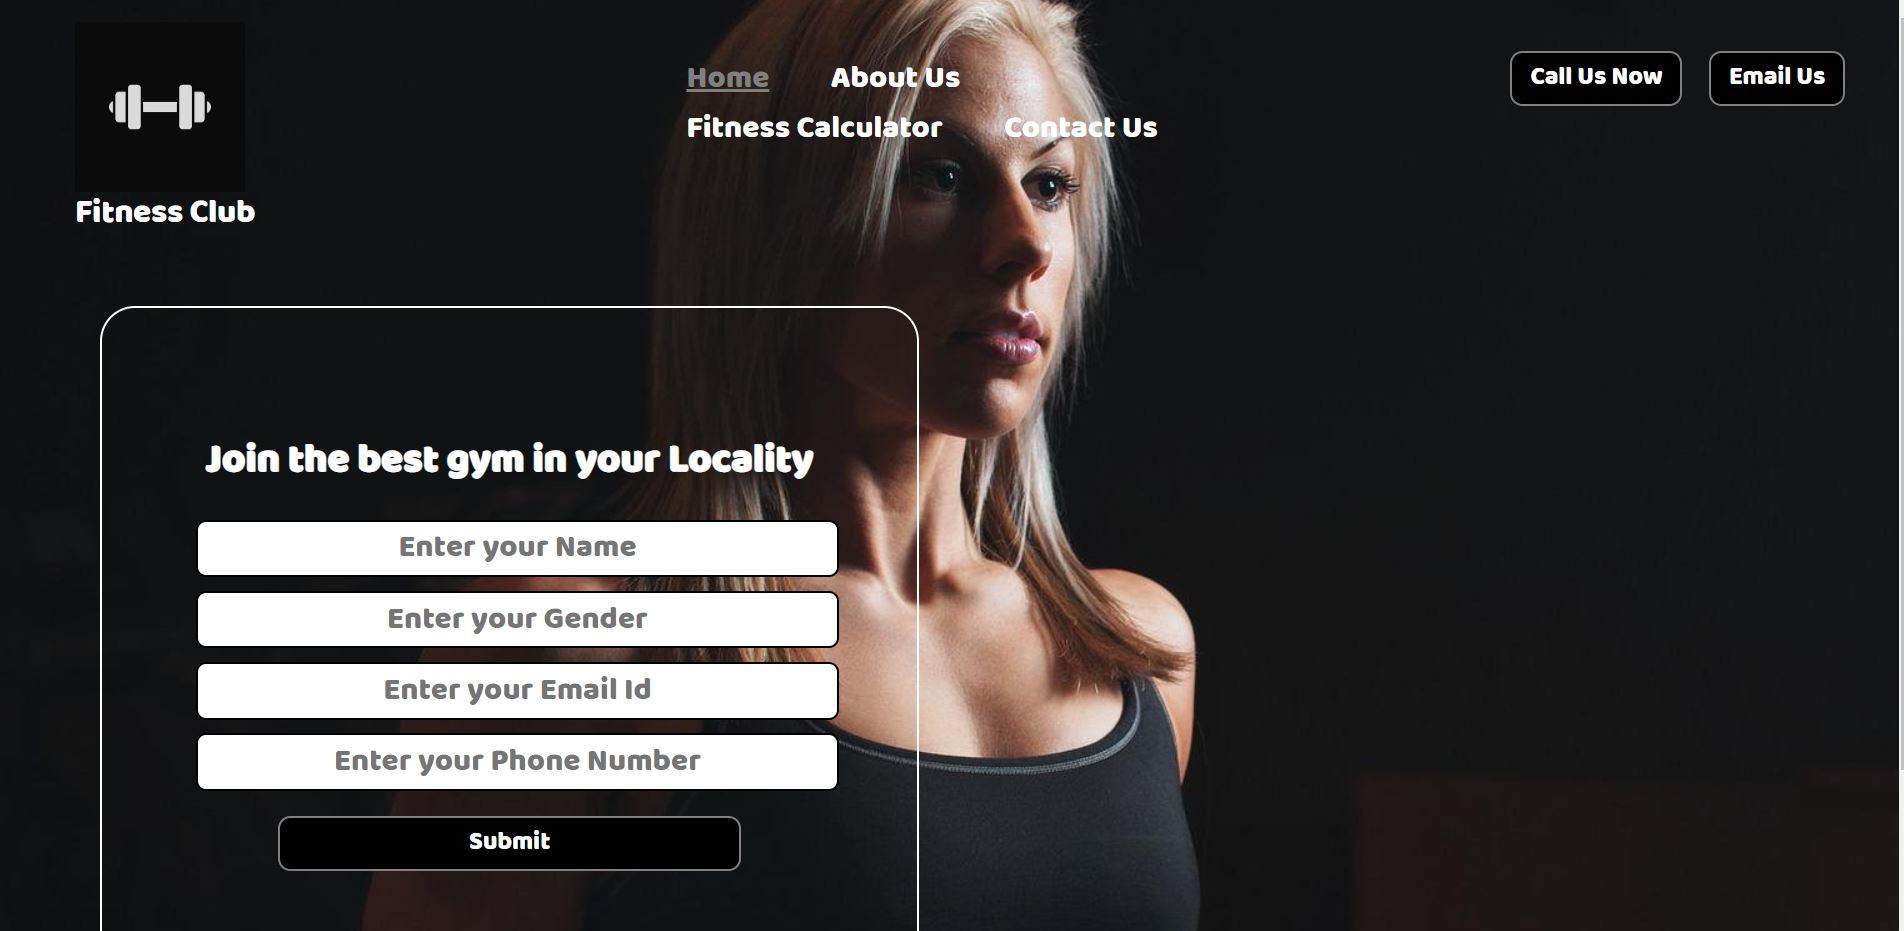 Home About Us
Call Us Now Email Us
Fitness Calculator Contact Us
Fitness Club
Join the best gym in your Locality
Enter your Name
Enter your Gender
Enter your Email Id
Enter your Phone Number
Submit